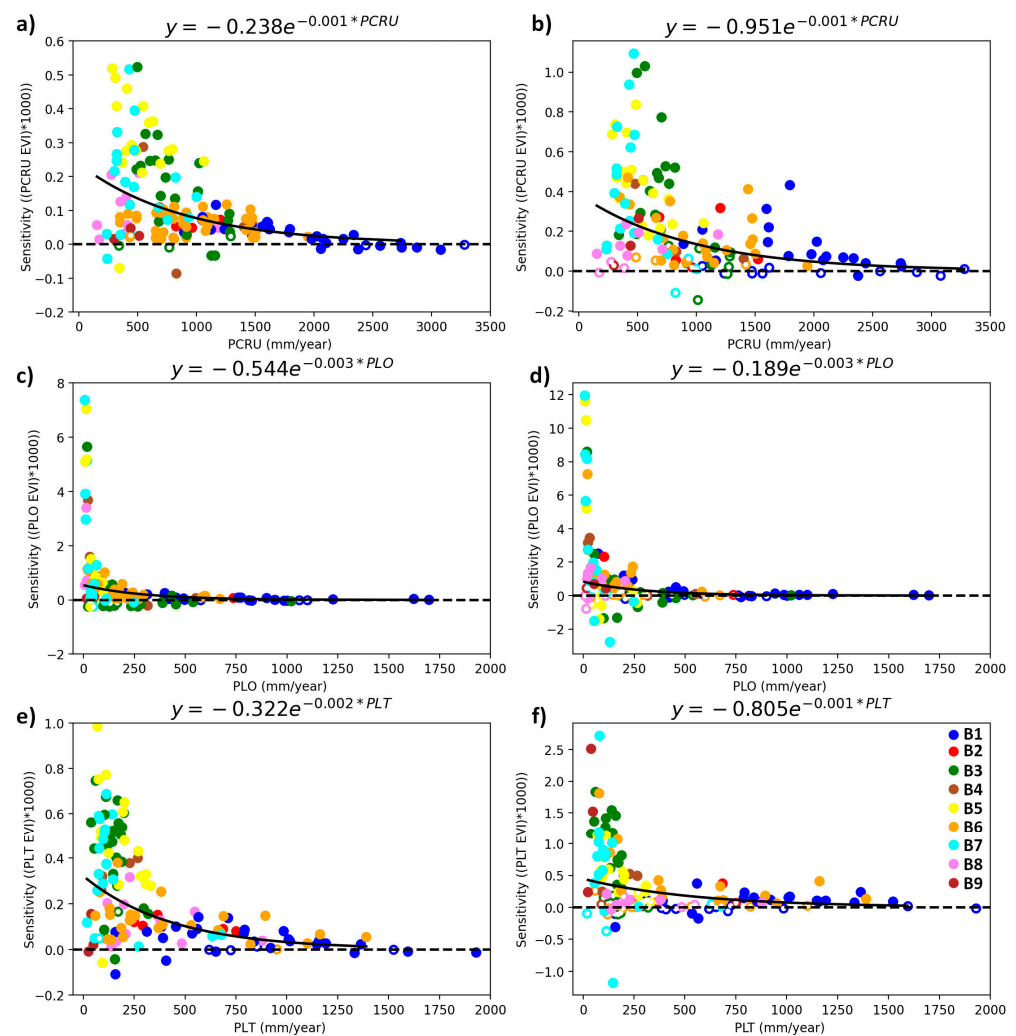 a) y = −0.238e^{−0.001*PCRU}
0.6
0.5
0.4
0.3
0.2
0.1
0.0
−0.1
−0.2
Sensitivity ((PCRU EVI)*1000))
0 500 1000 1500 2000 2500 3000 3500
PCRU (mm/year)
b) y = −0.951e^{−0.001*PCRU}
1.0
0.8
0.6
0.4
0.2
0.0
−0.2
Sensitivity ((PCRU EVI)*1000))
0 500 1000 1500 2000 2500 3000 3500
PCRU (mm/year)
c) y = −0.544e^{−0.003*PLO}
8
6
4
2
0
−2
Sensitivity ((PLO EVI)*1000))
0 250 500 750 1000 1250 1500 1750 2000
PLO (mm/year)
d) y = −0.189e^{−0.003*PLO}
12
10
8
6
4
2
0
−2
Sensitivity ((PLO EVI)*1000))
0 250 500 750 1000 1250 1500 1750 2000
PLO (mm/year)
e) y = −0.322e^{−0.002*PLT}
1.0
0.8
0.6
0.4
0.2
0.0
−0.2
Sensitivity ((PLT EVI)*1000))
0 250 500 750 1000 1250 1500 1750 2000
PLT (mm/year)
f) y = −0.805e^{−0.001*PLT}
2.5
2.0
1.5
1.0
0.5
0.0
−0.5
−1.0
Sensitivity ((PLT EVI)*1000))
0 250 500 750 1000 1250 1500 1750 2000
PLT (mm/year)
B1
B2
B3
B4
B5
B6
B7
B8
B9